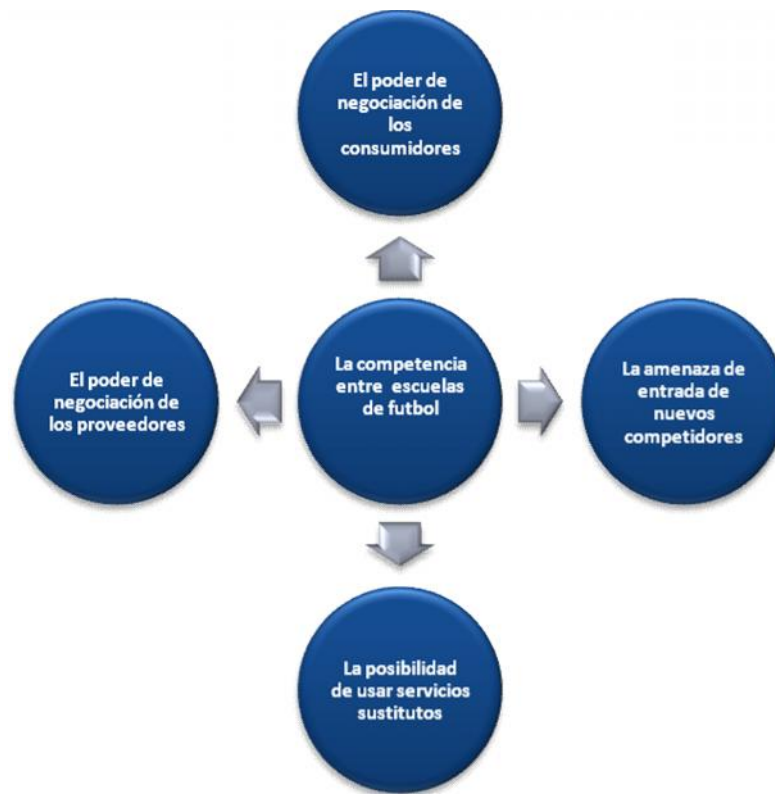 El poder de
negociación de
los
consumidores
El poder de
negociación de
los proveedores
La competencia
entre escuelas
de futbol
La amenaza de
entrada de
nuevos
competidores
La posibilidad
de usar servicios
sustitutos